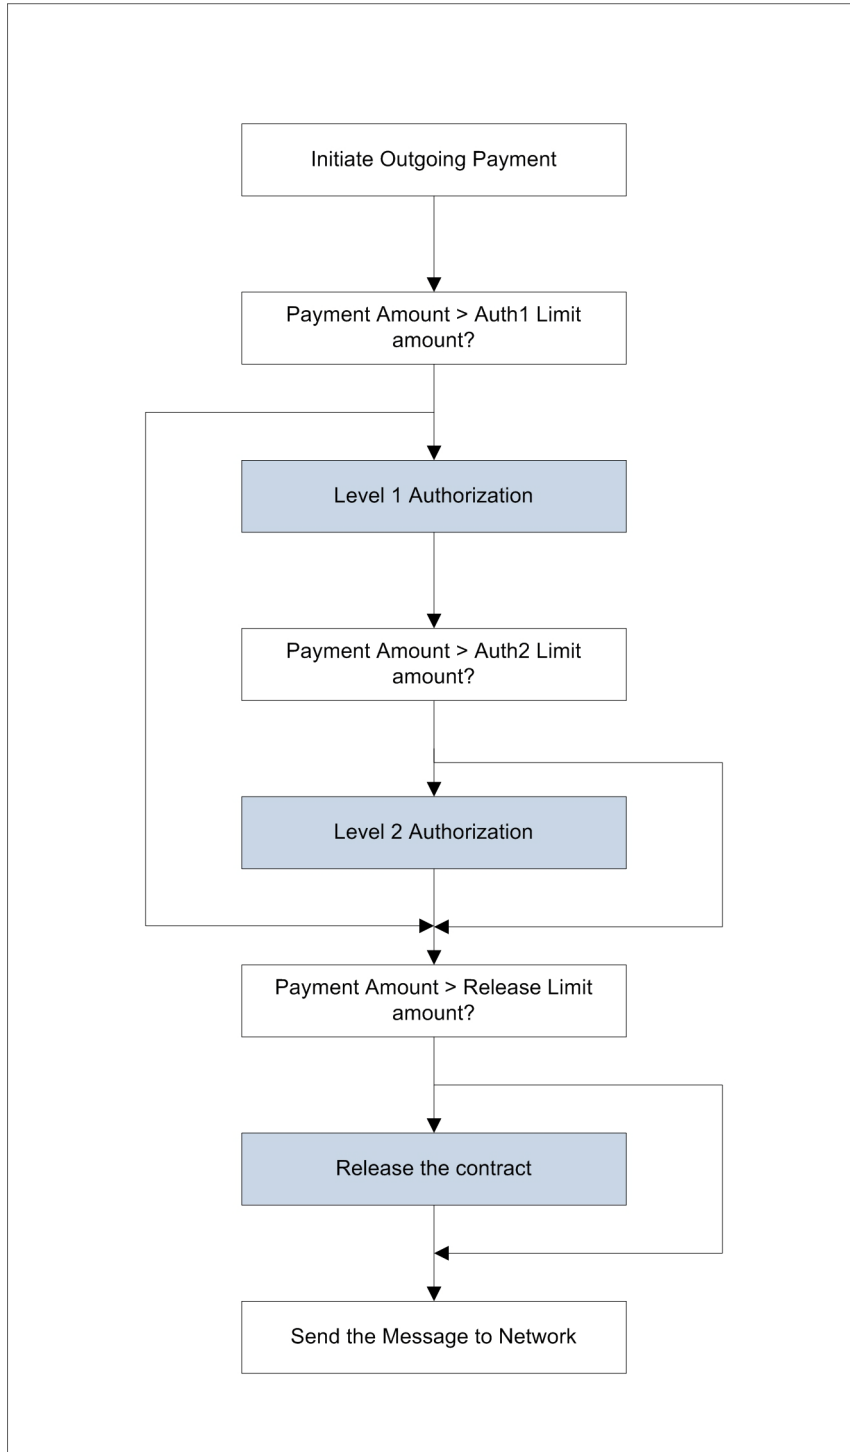 Initiate Outgoing Payment
Payment Amount > Auth1 Limit
amount?
Level 1 Authorization
Payment Amount > Auth2 Limit
amount?
Level 2 Authorization
Payment Amount > Release Limit
amount?
Release the contract
Send the Message to Network